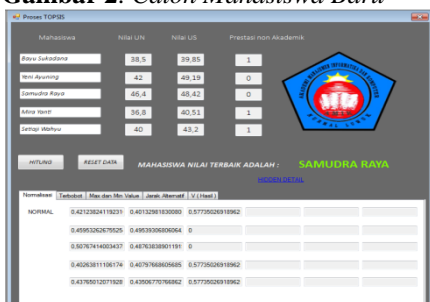 Gambar 2. Calon Mahasiswa Baru
Proses TOPSIS
Mahasiswa Nilai UN Nilai US Prestasi non Akademik
Bayu Sukadana 38,5 39,85 1
Yeni Ayuning 42 49,19 0
Samudra Raya 46,4 48,42 0
Mira Yanti 36,8 40,51 1
Setiaji Wahyu 40 43,2 1
HITUNG RESET DATA MAHASISWA NILAI TERBAIK ADALAH : SAMUDRA RAYA
HIDDEN DETAIL
Normalisasi Terbobot Max dan Min Value Jarak Alternatif V ( Hasil )
NORMAL 0,42123824119231 0,40132981830080 0,57735026918962
0,45953262675525 0,49539306806064 0
0,50767414003437 0,48763838901191 0
0,40263811106174 0,40797668605685 0,57735026918962
0,43765012071928 0,43506770766862 0,57735026918962